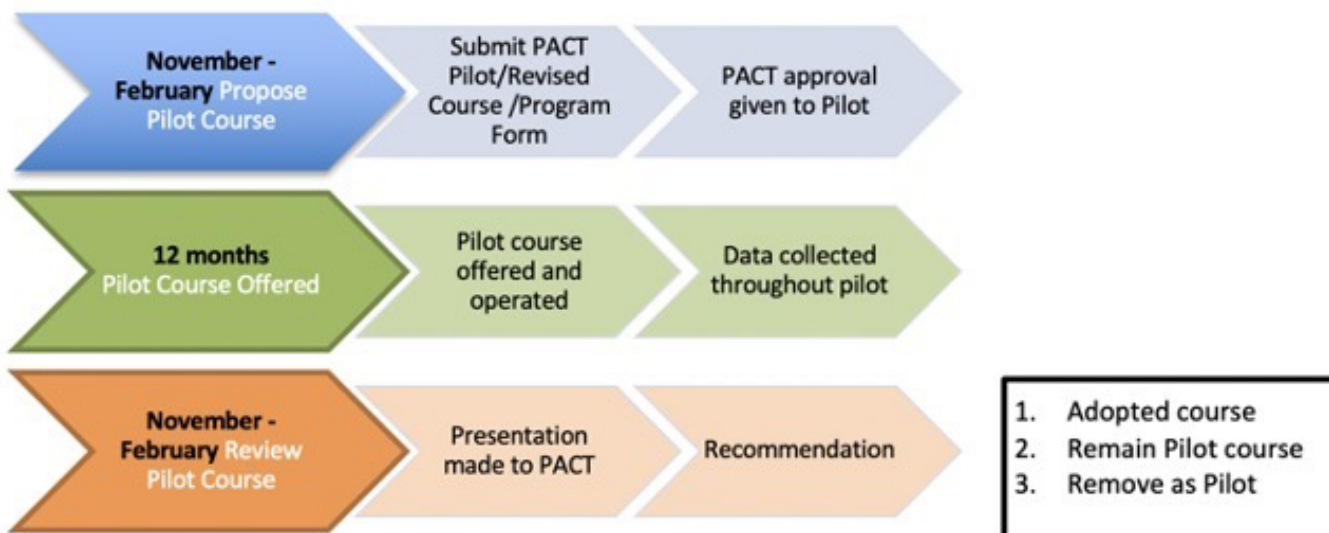 November -
February Propose
Pilot Course
Submit PACT
Pilot/Revised
Course /Program
Form
PACT approval
given to Pilot
12 months
Pilot Course Offered
Pilot course
offered and
operated
Data collected
throughout pilot
November -
February Review
Pilot Course
Presentation
made to PACT
Recommendation
1. Adopted course
2. Remain Pilot course
3. Remove as Pilot